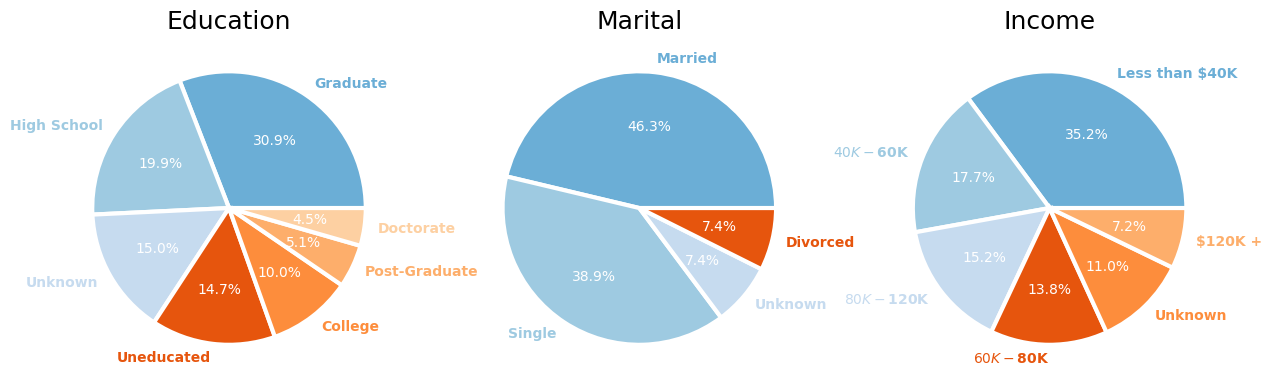 Education
Graduate
30.9%
High School
19.9%
Unknown
15.0%
Uneducated
14.7%
College
10.0%
Post-Graduate
5.1%
Doctorate
4.5%
Marital
Married
46.3%
Single
38.9%
Unknown
7.4%
Divorced
7.4%
Income
Less than $40K
35.2%
40K-60K
17.7%
80K-120K
15.2%
60K-80K
13.8%
Unknown
11.0%
$120K +
7.2%